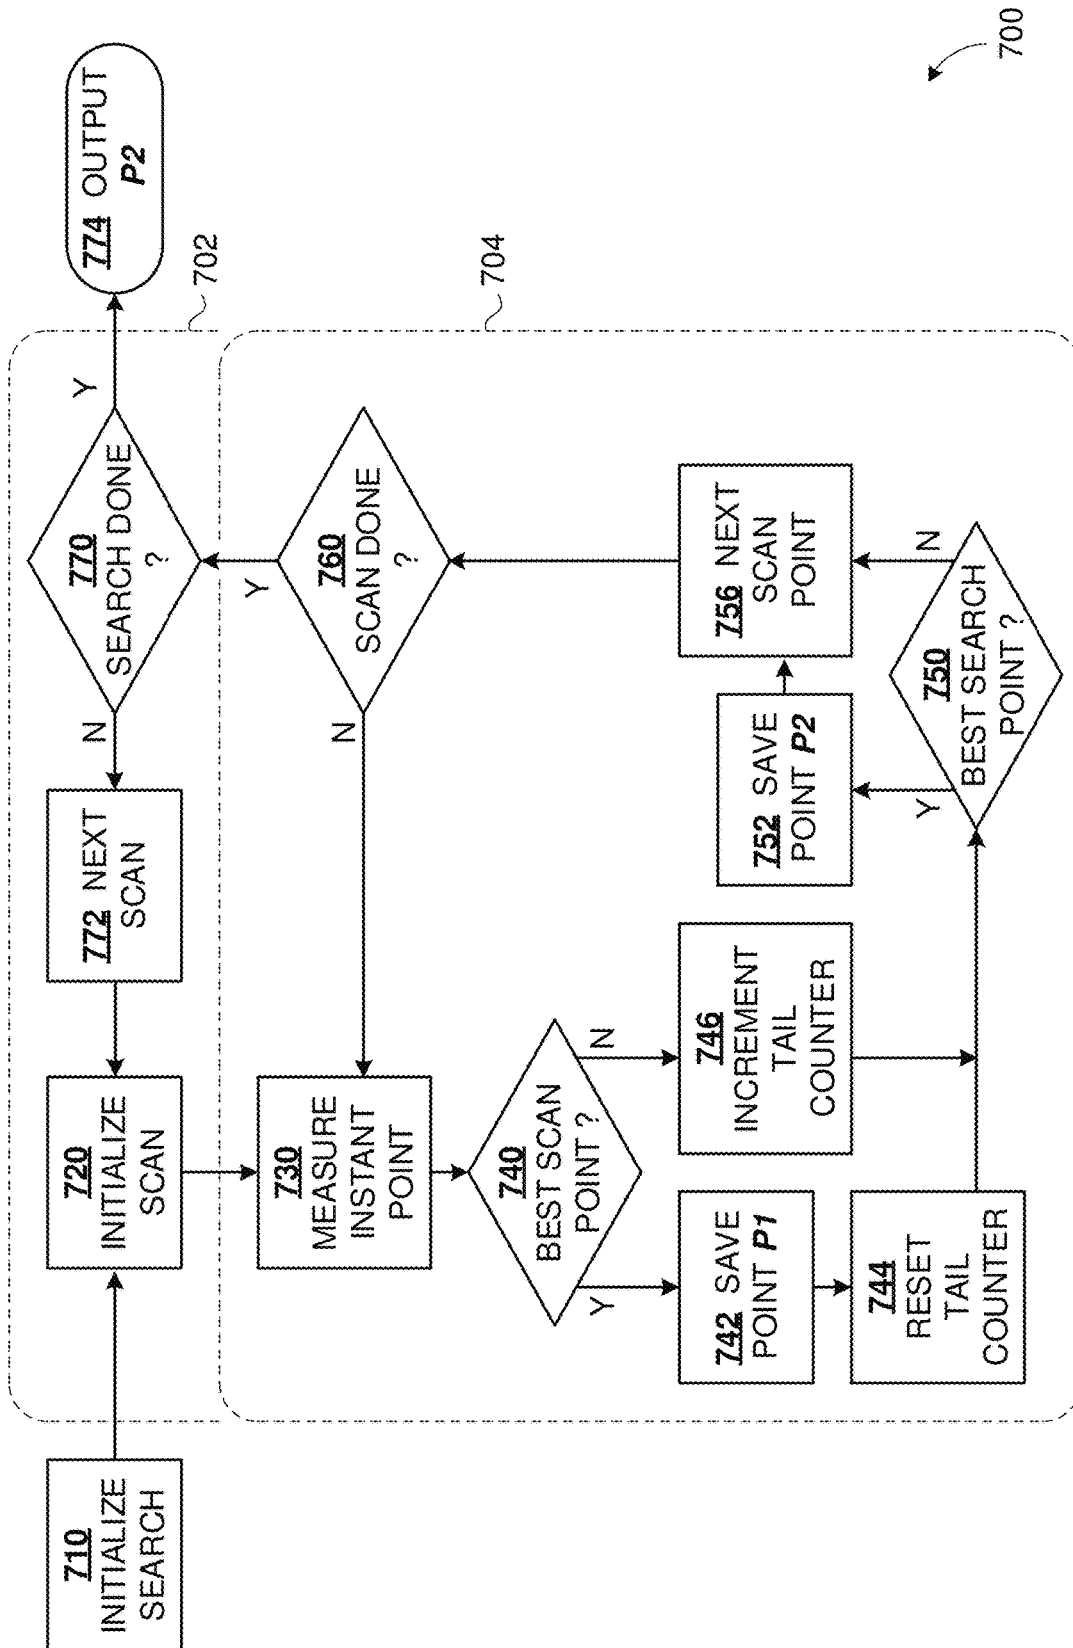 710 INITIALIZE
SEARCH
720
INITIALIZE
SCAN
772 NEXT
SCAN
N
770
SEARCH DONE
?
Y
774 OUTPUT
P2
702
730
MEASURE
INSTANT
POINT
N
Y
760
SCAN DONE
?
704
740
BEST SCAN
POINT ?
Y
N
742 SAVE
POINT P1
744
RESET
TAIL
COUNTER
746
INCREMENT
TAIL
COUNTER
752 SAVE
POINT P2
756 NEXT
SCAN
POINT
Y
N
750
BEST SEARCH
POINT ?
700